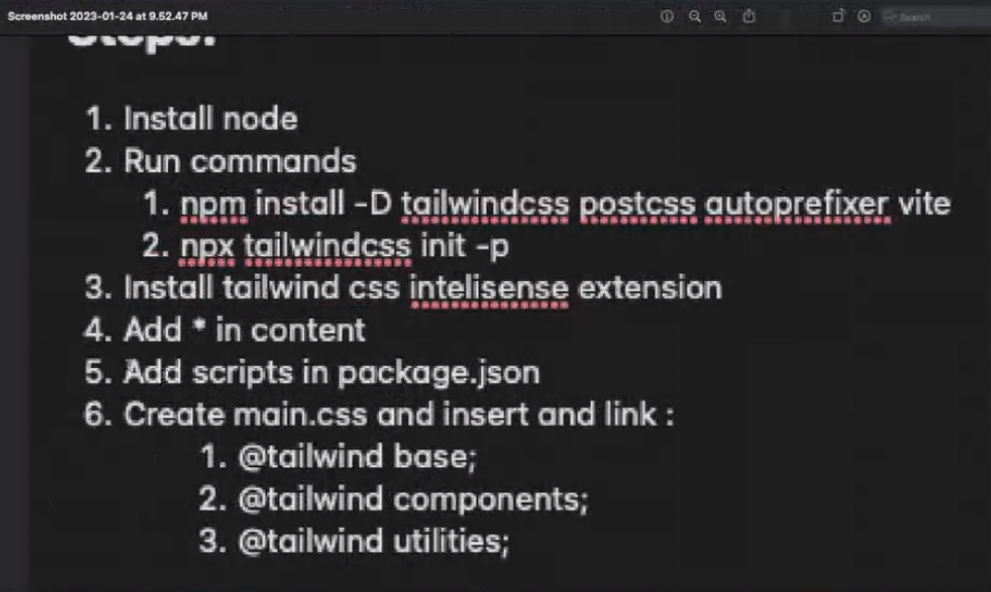 Screenshot 2023-01-24 at 9.52.47 PM
Search
Steps:
1. Install node
2. Run commands
1. npm install -D tailwindcss postcss autoprefixer vite
2. npx tailwindcss init -p
3. Install tailwind css intelisense extension
4. Add * in content
5. Add scripts in package.json
6. Create main.css and insert and link :
1. @tailwind base;
2. @tailwind components;
3. @tailwind utilities;